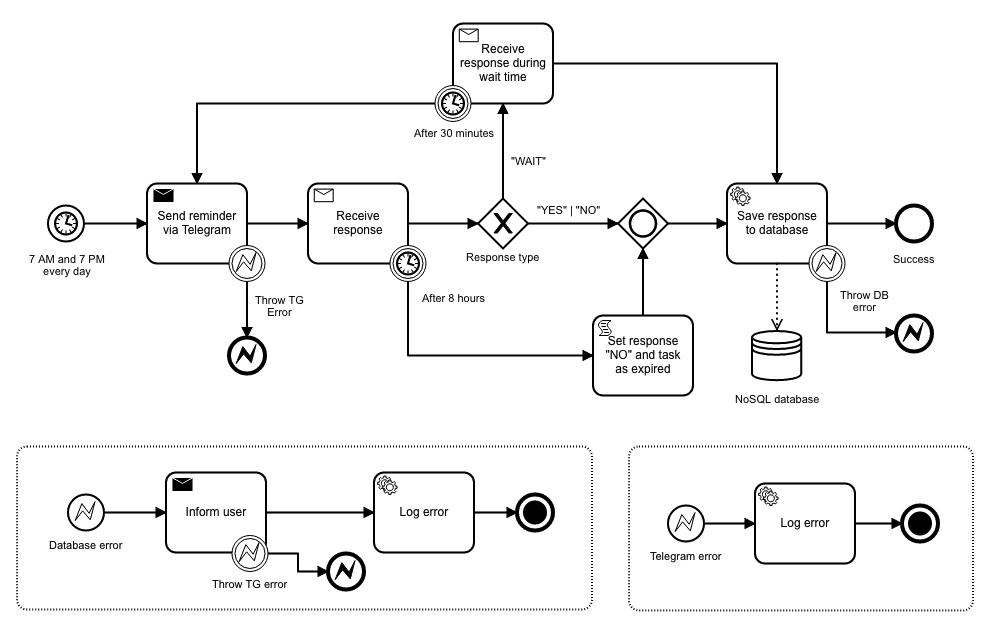 Receive
response during
wait time
After 30 minutes
"WAIT"
Send reminder
via Telegram
Receive
response
"YES" | "NO"
Save response
to database
7 AM and 7 PM
every day
Response type
Success
Throw TG
Error
After 8 hours
Throw DB
error
Set response
"NO" and task
as expired
NoSQL database
Inform user
Log error
Database error
Throw TG error
Log error
Telegram error